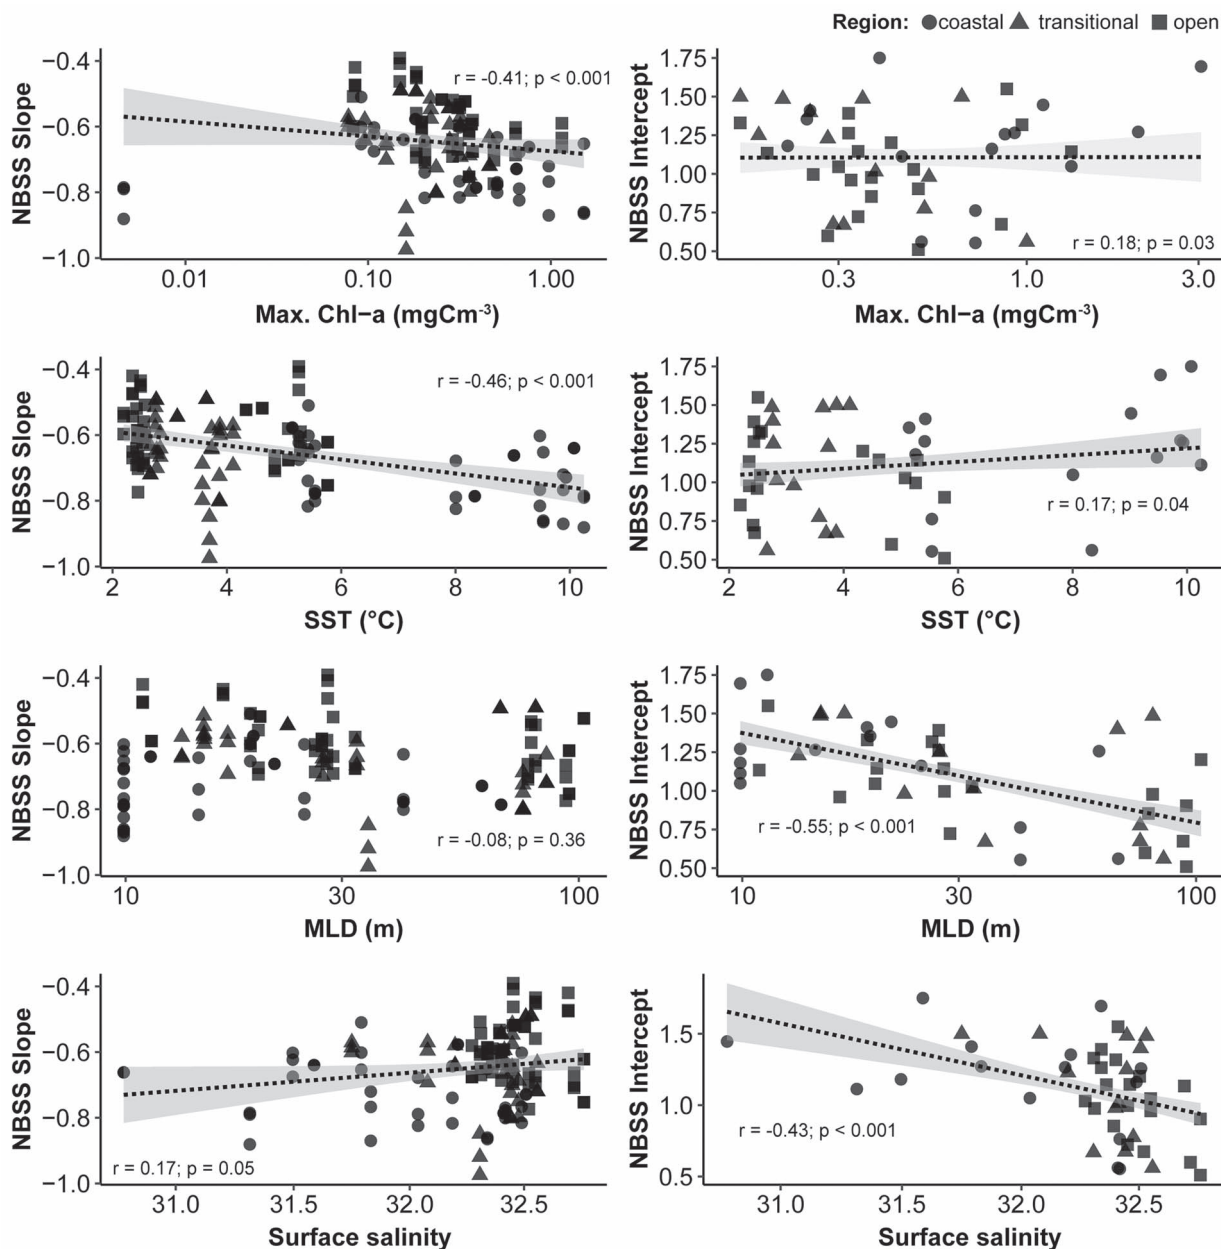 Region: coastal transitional open
−0.4
−0.6
−0.8
−1.0
NBSS Slope
r = -0.41; p < 0.001
0.01 0.10 1.00
Max. Chl−a (mgCm-3)
1.75
1.50
1.25
1.00
0.75
0.50
NBSS Intercept
r = 0.18; p = 0.03
0.3 1.0 3.0
Max. Chl−a (mgCm-3)
−0.4
−0.6
−0.8
−1.0
NBSS Slope
r = -0.46; p < 0.001
2 4 6 8 10
SST (°C)
1.75
1.50
1.25
1.00
0.75
0.50
NBSS Intercept
r = 0.17; p = 0.04
2 4 6 8 10
SST (°C)
−0.4
−0.6
−0.8
−1.0
NBSS Slope
r = -0.08; p = 0.36
10 30 100
MLD (m)
1.75
1.50
1.25
1.00
0.75
0.50
NBSS Intercept
r = -0.55; p < 0.001
10 30 100
MLD (m)
−0.4
−0.6
−0.8
−1.0
NBSS Slope
r = 0.17; p = 0.05
31.0 31.5 32.0 32.5
Surface salinity
1.5
1.0
0.5
NBSS Intercept
r = -0.43; p < 0.001
31.0 31.5 32.0 32.5
Surface salinity